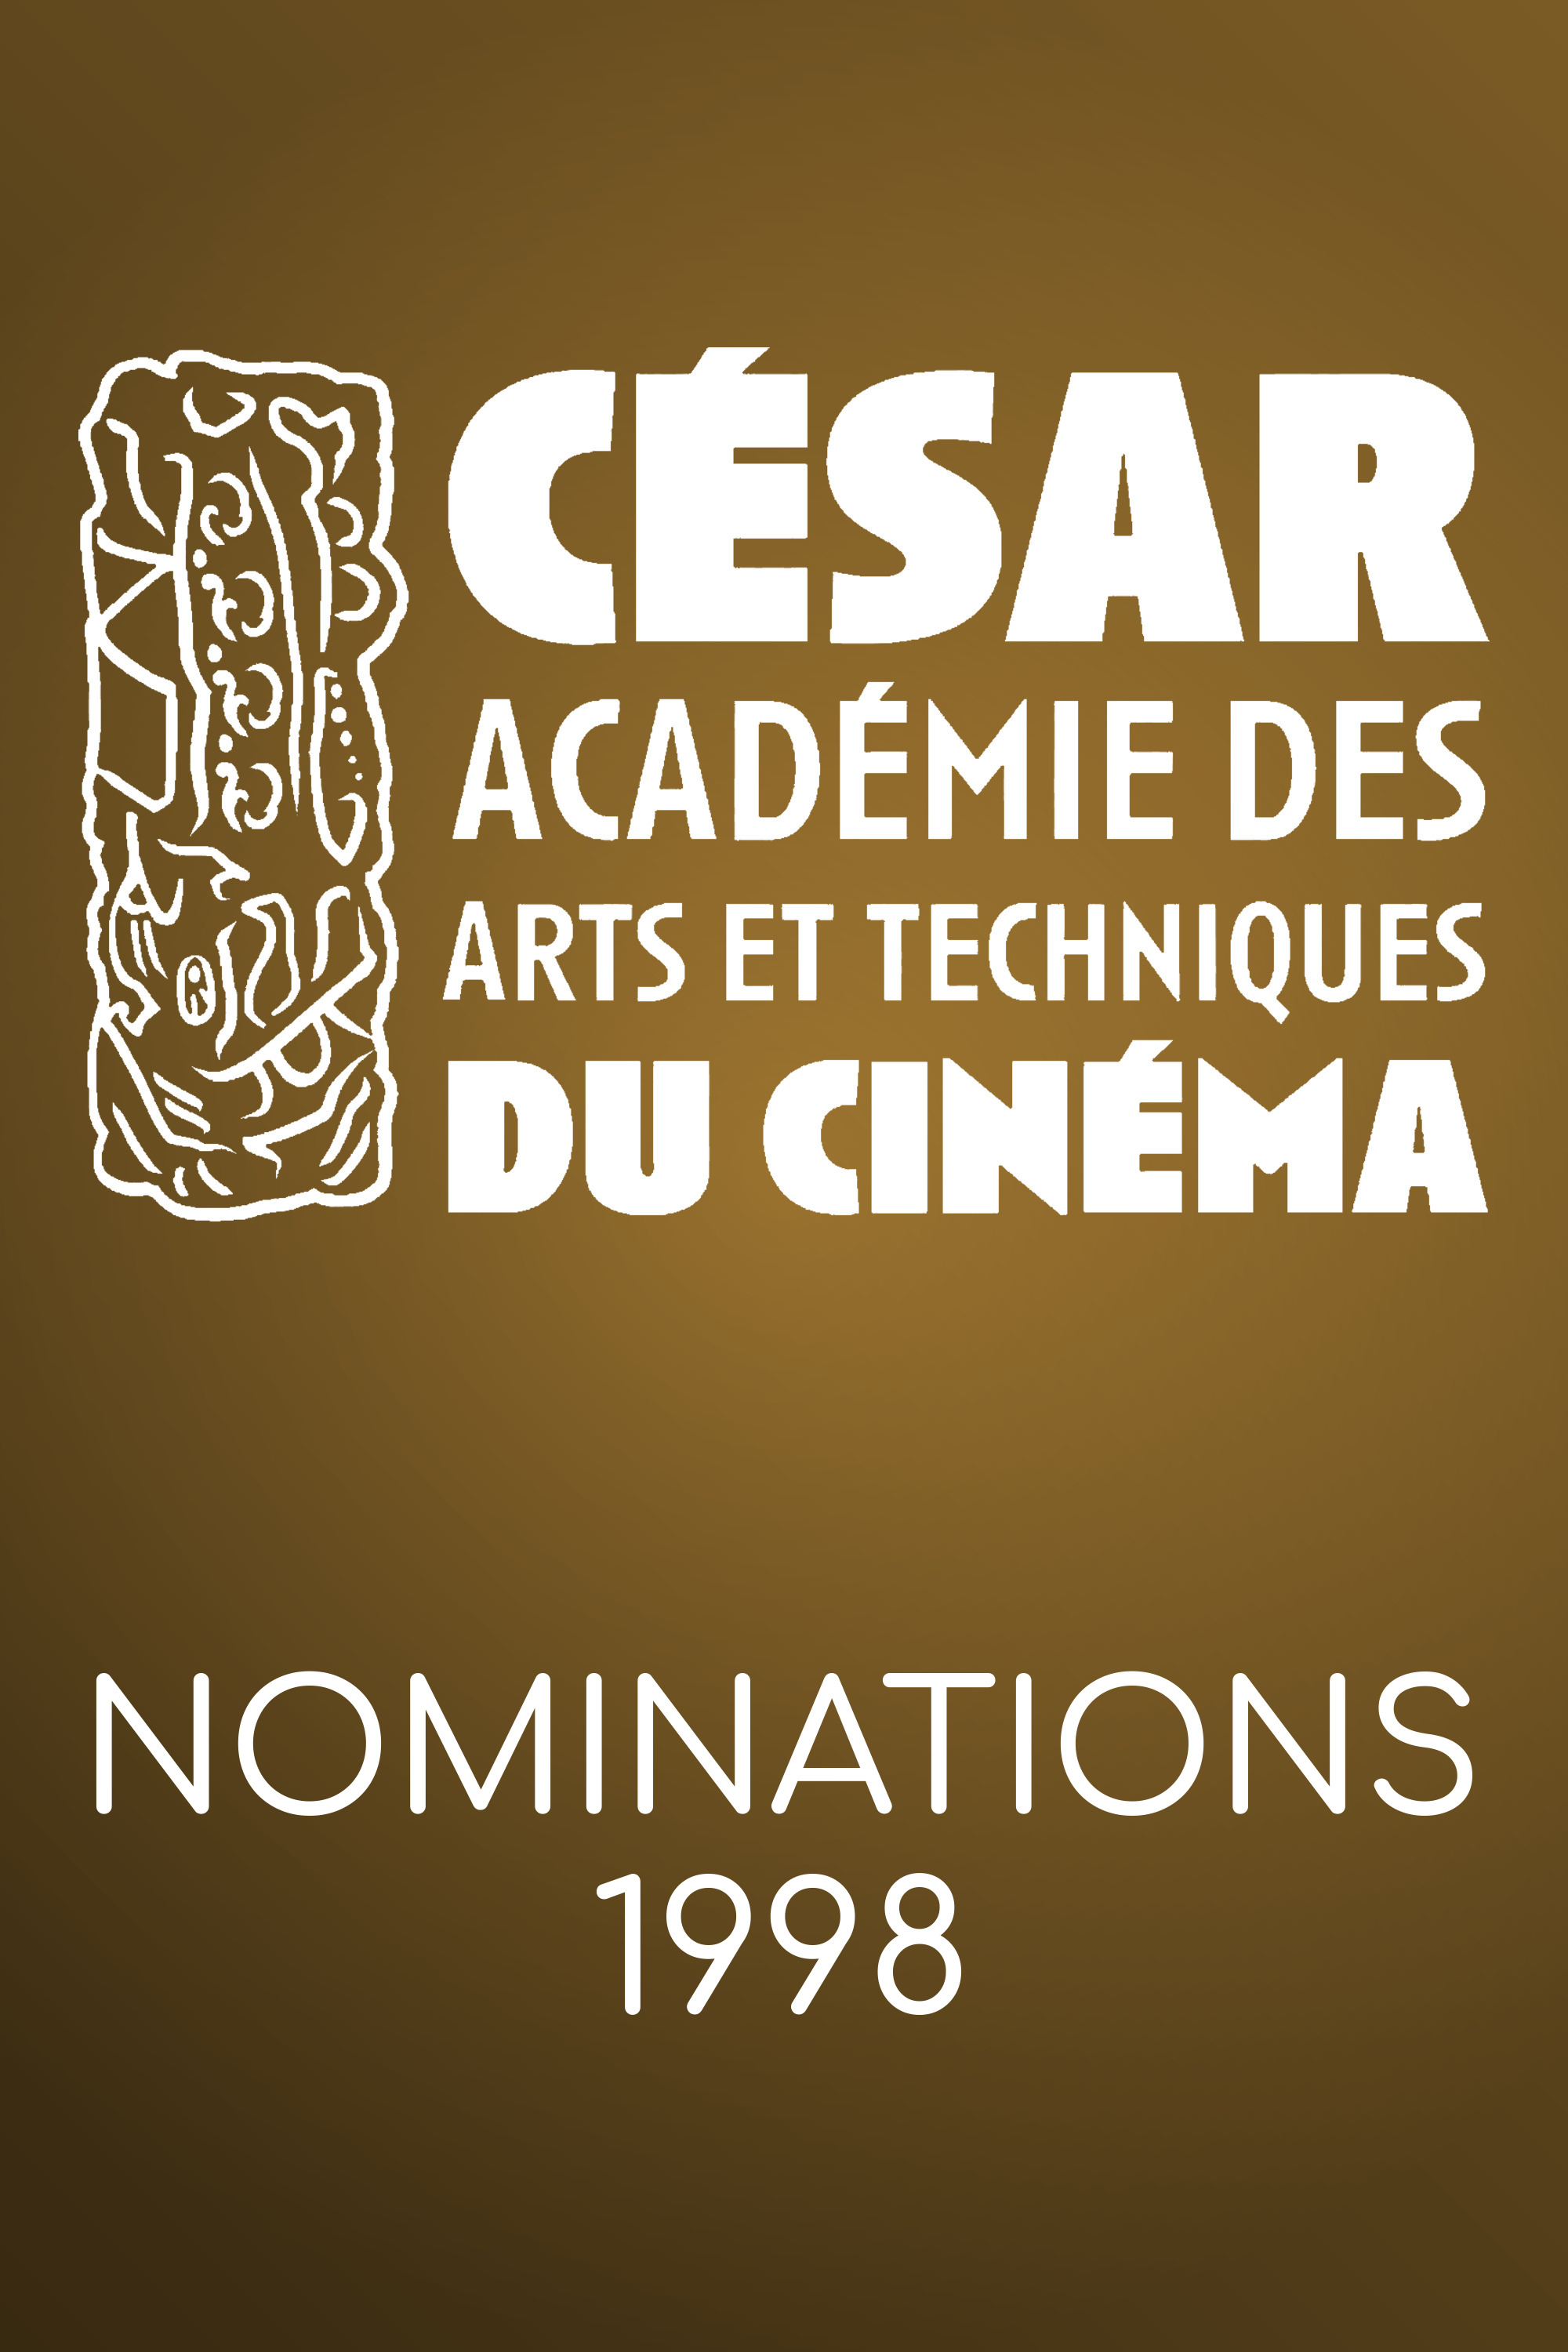 CÉSAR
ACADÉMIE DES
ARTS ET TECHNIQUES
DU CINÉMA
NOMINATIONS
1998